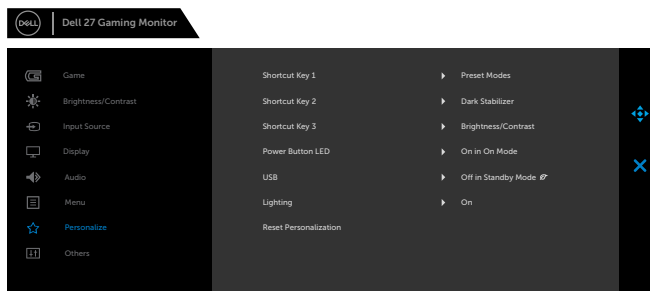 DELL
Dell 27 Gaming Monitor
Game Shortcut Key 1 Preset Modes
Brightness/Contrast Shortcut Key 2 Dark Stabilizer
Input Source Shortcut Key 3 Brightness/Contrast
Display Power Button LED On in On Mode
Audio USB Off in Standby Mode
Menu Lighting On
Personalize Reset Personalization
Others